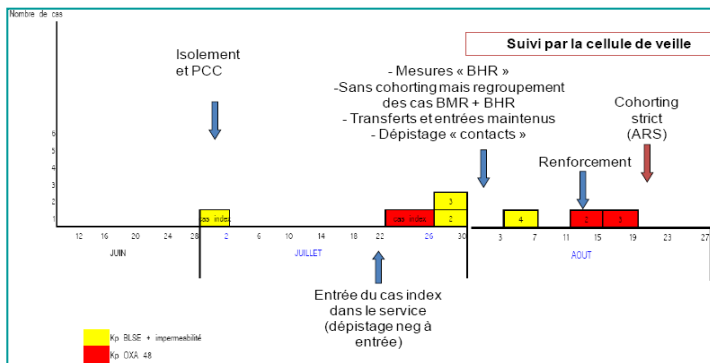 Nombre de cas
Suivi par la cellule de veille
Isolement
et PCC
- Mesures « BHR »
-Sans cohorting mais regroupement
des cas BMR + BHR
- Transferts et entrées maintenus
- Dépistage « contacts »
Cohorting
strict
(ARS)
Renforcement
6
5
4
3
2
1
cas index
cas index
3
2
4
2
3
12 16 20 24 28 2 6 10 14 18 22 26 30 3 7 11 15 19 23 27
JUIN
JUILLET
AOUT
Entrée du cas index
dans le service
(dépistage neg à
entrée)
Kp BLSE + impermeabilité
Kp OXA 48